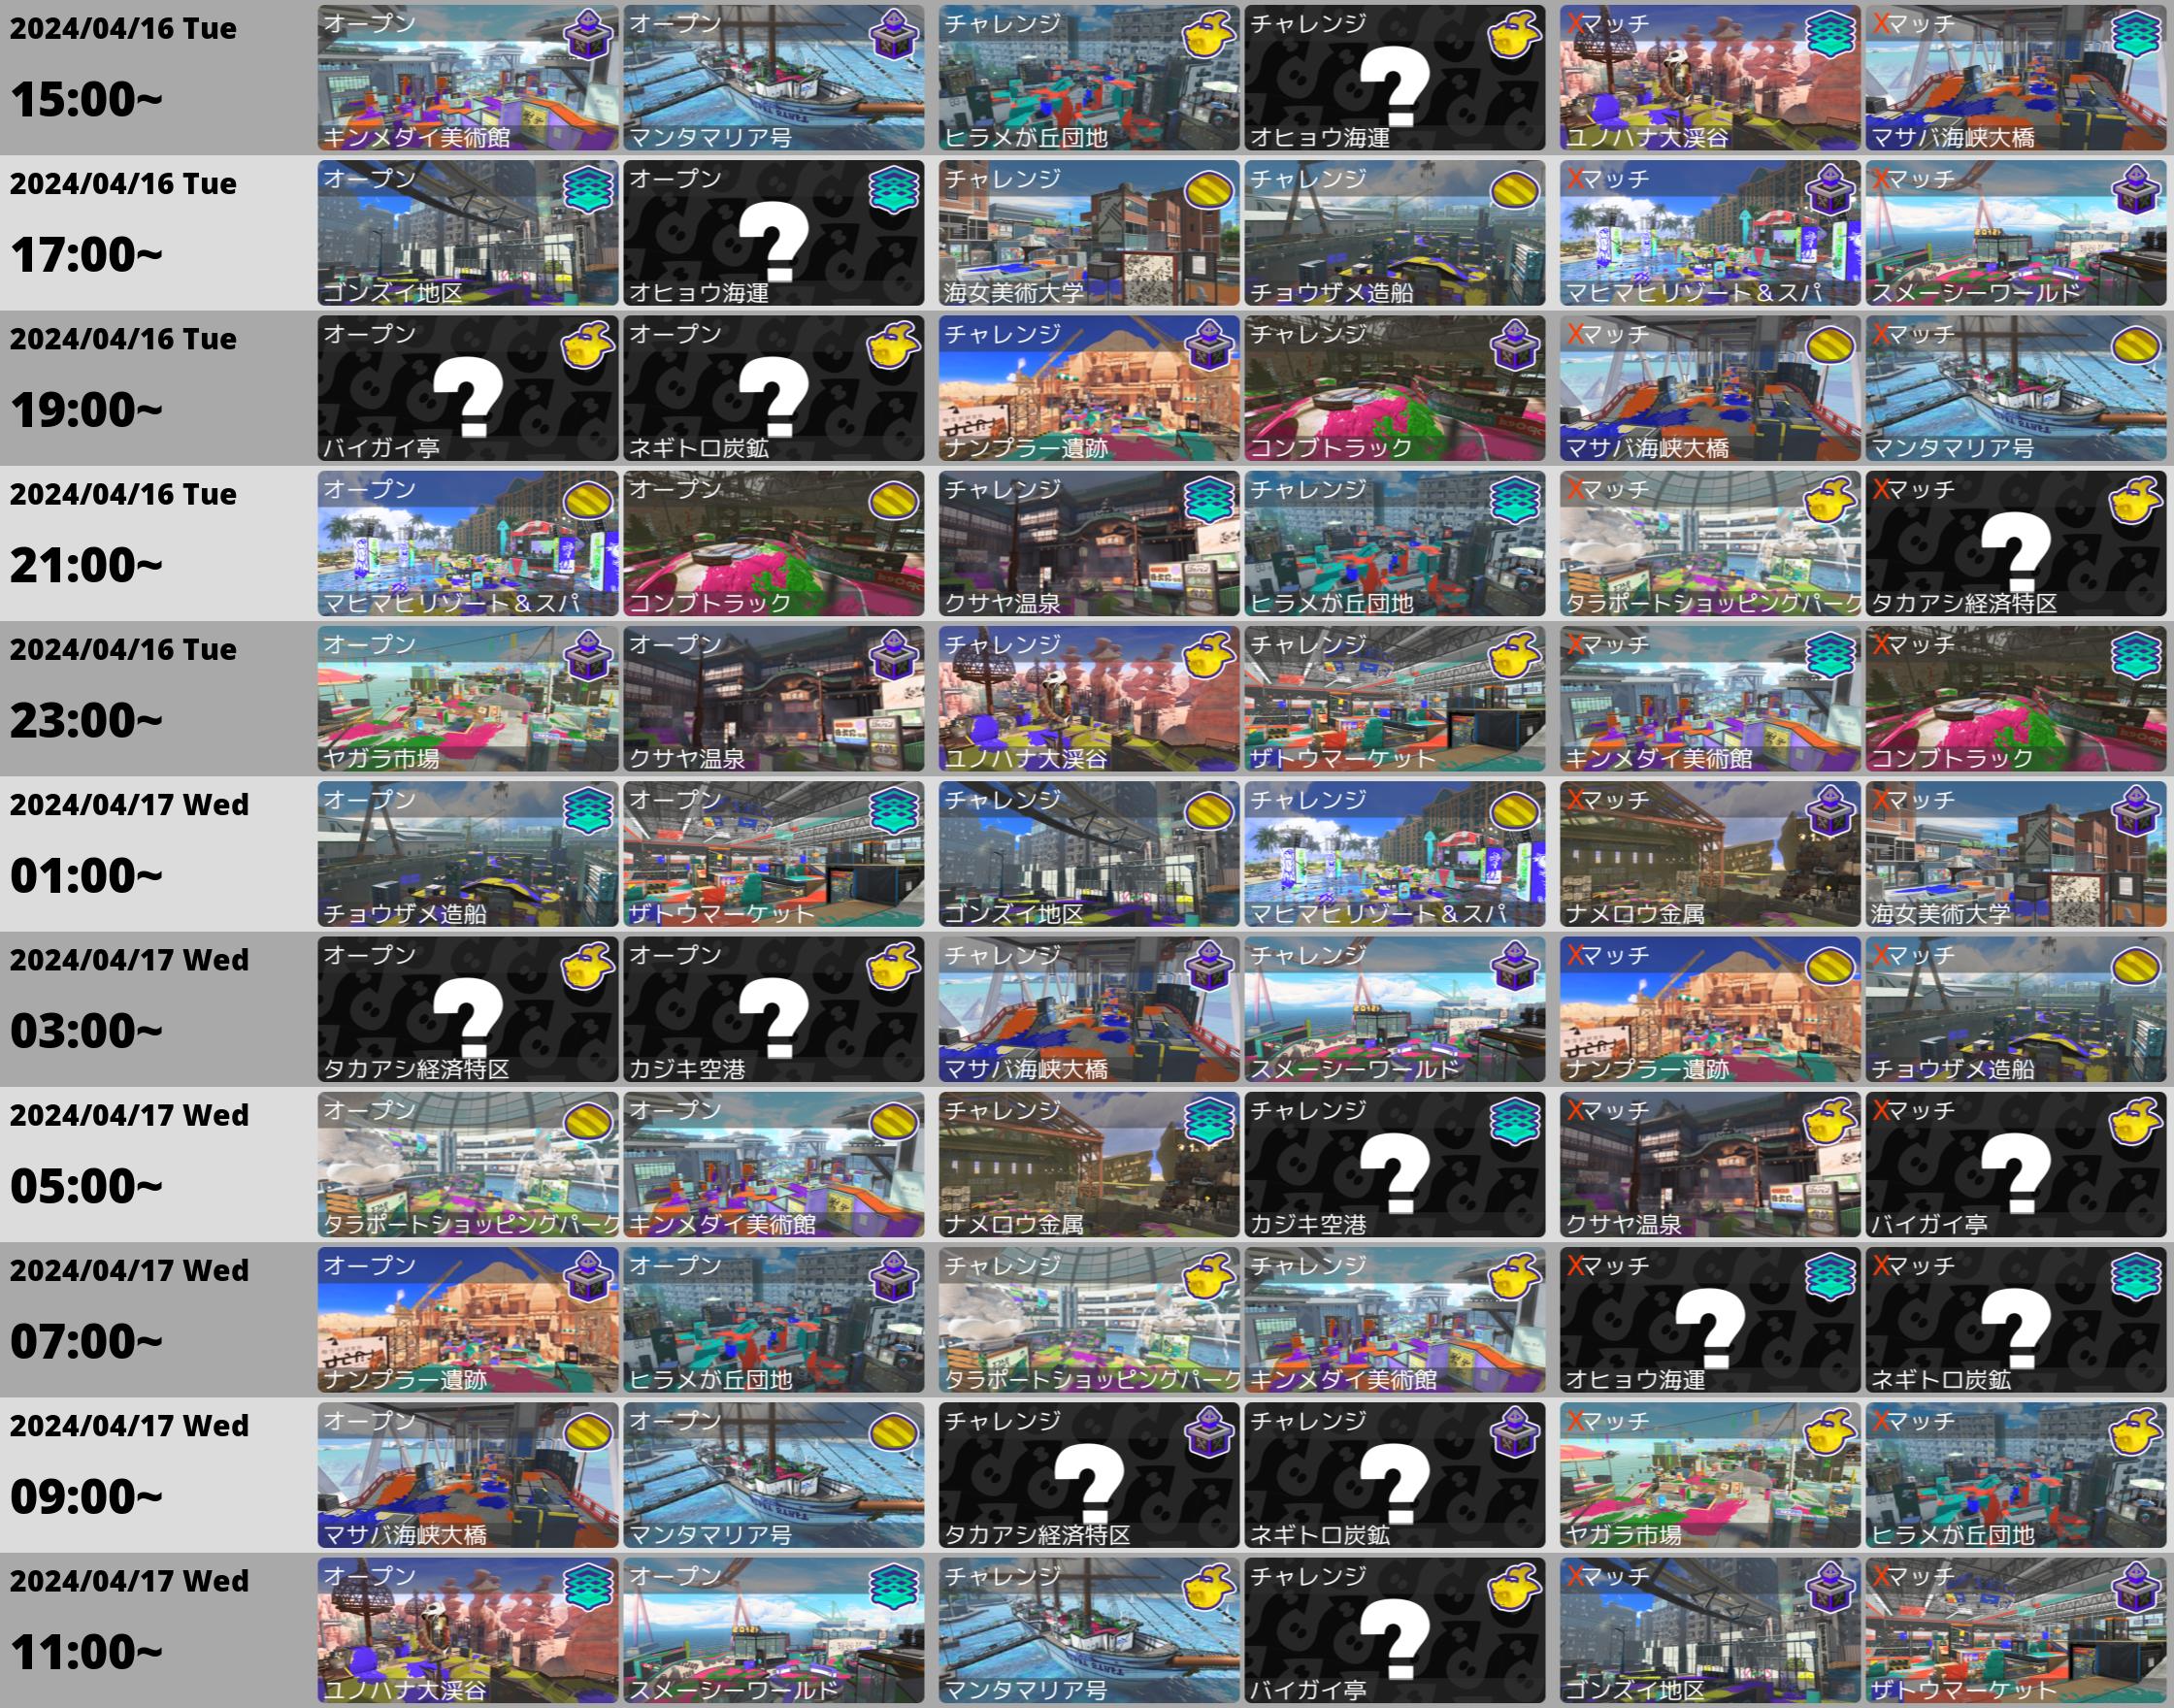 2024/04/16 Tue
15:00~
オープン
キンメダイ美術館
オープン
マンタマリア号
チャレンジ
ヒラメが丘団地
チャレンジ
?
オヒョウ海運
Xマッチ
ユノハナ大渓谷
Xマッチ
マサバ海峡大橋
2024/04/16 Tue
17:00~
オープン
ゴンズイ地区
オープン
?
オヒョウ海運
チャレンジ
海女美術大学
チャレンジ
チョウザメ造船
Xマッチ
マヒマヒリゾート&スパ
Xマッチ
スメーシーワールド
2024/04/16 Tue
19:00~
オープン
?
バイガイ亭
オープン
?
ネギトロ炭鉱
チャレンジ
ナンプラー遺跡
チャレンジ
コンブトラック
Xマッチ
マサバ海峡大橋
Xマッチ
マンタマリア号
2024/04/16 Tue
21:00~
オープン
マヒマヒリゾート&スパ
オープン
コンブトラック
チャレンジ
クサヤ温泉
チャレンジ
ヒラメが丘団地
Xマッチ
タラポートショッピングパーク
Xマッチ
?
タカアシ経済特区
2024/04/16 Tue
23:00~
オープン
ヤガラ市場
オープン
クサヤ温泉
チャレンジ
ユノハナ大渓谷
チャレンジ
ザトウマーケット
Xマッチ
キンメダイ美術館
Xマッチ
コンブトラック
2024/04/17 Wed
01:00~
オープン
チョウザメ造船
オープン
ザトウマーケット
チャレンジ
ゴンズイ地区
チャレンジ
マヒマヒリゾート&スパ
Xマッチ
ナメロウ金属
Xマッチ
海女美術大学
2024/04/17 Wed
03:00~
オープン
?
タカアシ経済特区
オープン
?
カジキ空港
チャレンジ
マサバ海峡大橋
チャレンジ
スメーシーワールド
Xマッチ
ナンプラー遺跡
Xマッチ
チョウザメ造船
2024/04/17 Wed
05:00~
オープン
タラポートショッピングパーク
オープン
キンメダイ美術館
チャレンジ
ナメロウ金属
チャレンジ
?
カジキ空港
Xマッチ
クサヤ温泉
Xマッチ
?
バイガイ亭
2024/04/17 Wed
07:00~
オープン
ナンプラー遺跡
オープン
ヒラメが丘団地
チャレンジ
タラポートショッピングパーク
チャレンジ
キンメダイ美術館
Xマッチ
?
オヒョウ海運
Xマッチ
?
ネギトロ炭鉱
2024/04/17 Wed
09:00~
オープン
マサバ海峡大橋
オープン
マンタマリア号
チャレンジ
?
タカアシ経済特区
チャレンジ
?
ネギトロ炭鉱
Xマッチ
ヤガラ市場
Xマッチ
ヒラメが丘団地
2024/04/17 Wed
11:00~
オープン
ユノハナ大渓谷
オープン
スメーシーワールド
チャレンジ
マンタマリア号
チャレンジ
?
バイガイ亭
Xマッチ
ゴンズイ地区
Xマッチ
ザトウマーケット